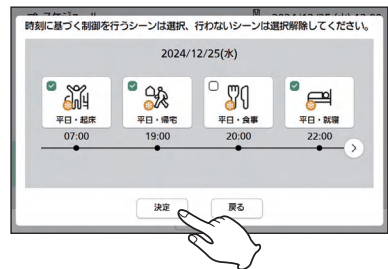 時刻に基づく制御を行うシーンは選択、行わないシーンは選択解除してください。
2024/12/25(水)
平日・起床
平日・帰宅
平日・食事
平日・就寝
07:00
19:00
20:00
22:00
決定
戻る